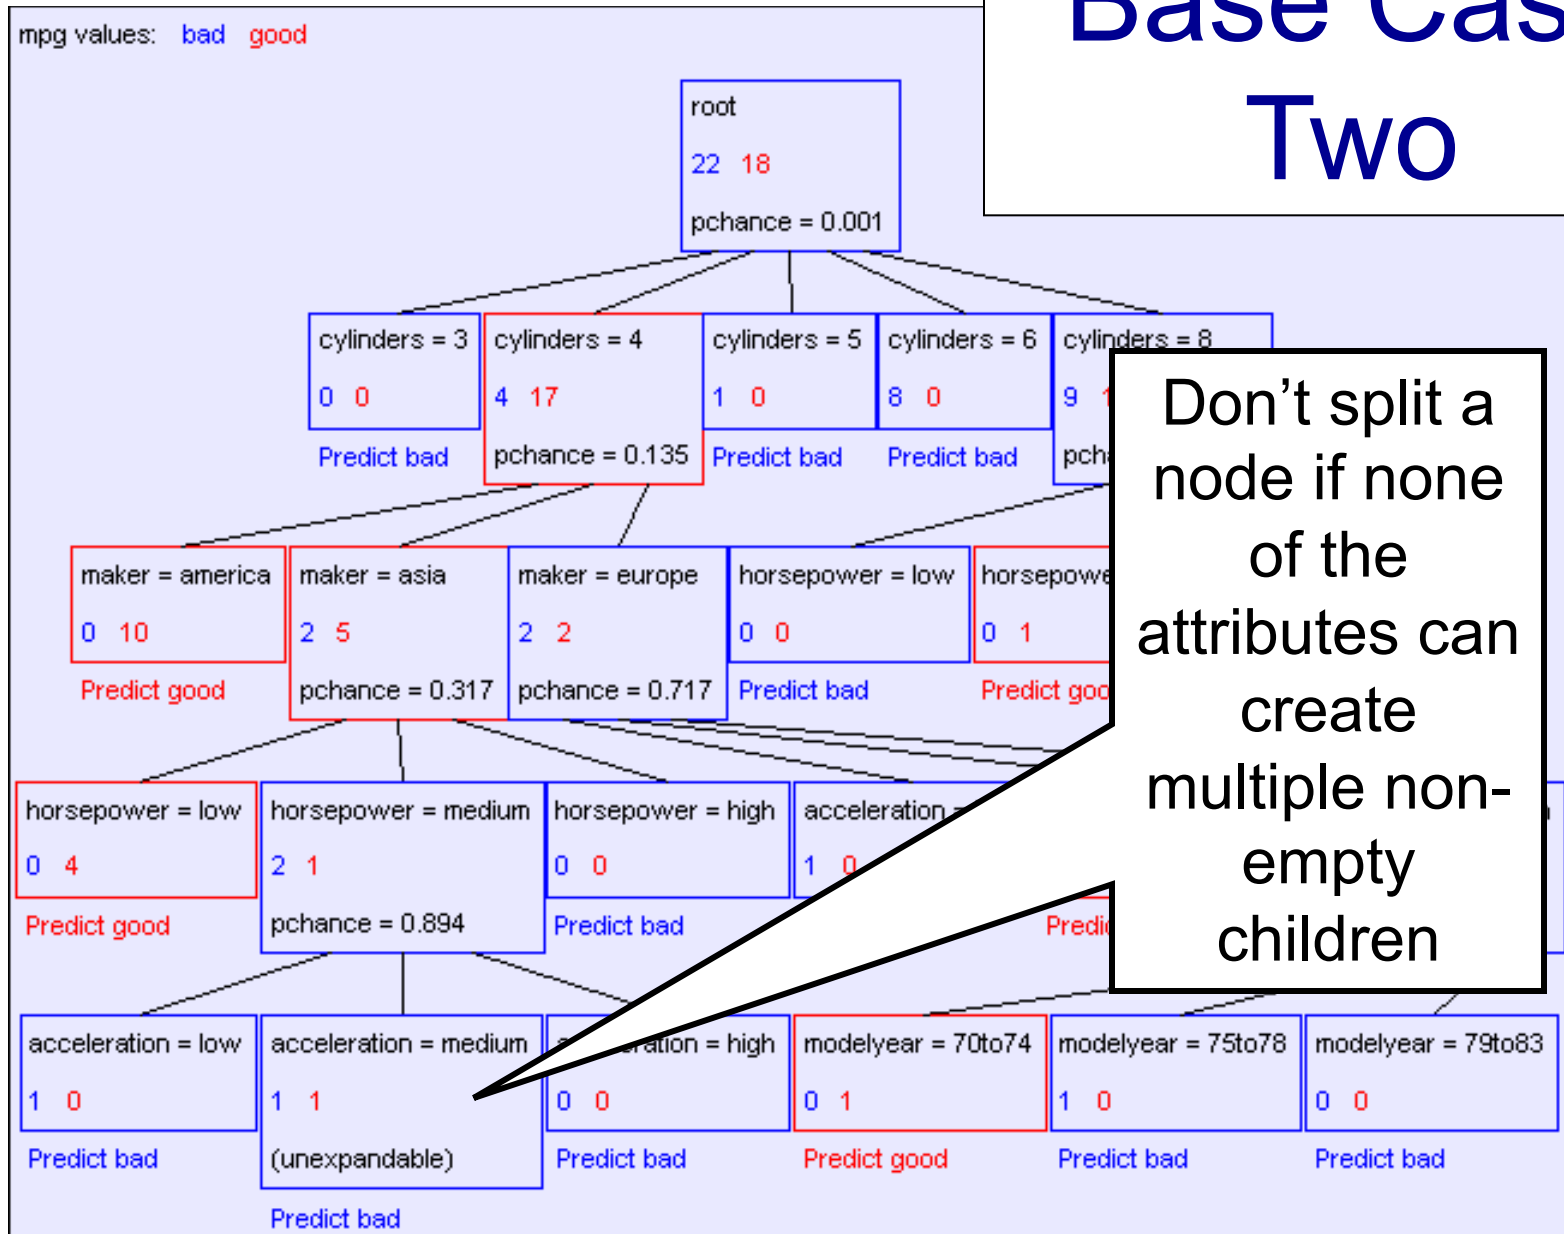 mpg values: bad good
Base Cas
Two
root
22 18
pchance = 0.001
cylinders = 3
0 0
Predict bad
cylinders = 4
4 17
pchance = 0.135
cylinders = 5
1 0
Predict bad
cylinders = 6
8 0
Predict bad
cylinders = 8
9
Don’t split a
node if none
of the
attributes can
create
multiple non-
empty
children
maker = america
0 10
Predict good
maker = asia
2 5
pchance = 0.317
maker = europe
2 2
pchance = 0.717
horsepower = low
0 0
Predict bad
horsepowe
0 1
Predict goo
horsepower = low
0 4
Predict good
horsepower = medium
2 1
pchance = 0.894
horsepower = high
0 0
Predict bad
acceleration =
1 0
Predi
acceleration = low
1 0
Predict bad
acceleration = medium
1 1
(unexpandable)
Predict bad
acceleration = high
0 0
Predict bad
modelyear = 70to74
0 1
Predict good
modelyear = 75to78
1 0
Predict bad
modelyear = 79to83
0 0
Predict bad